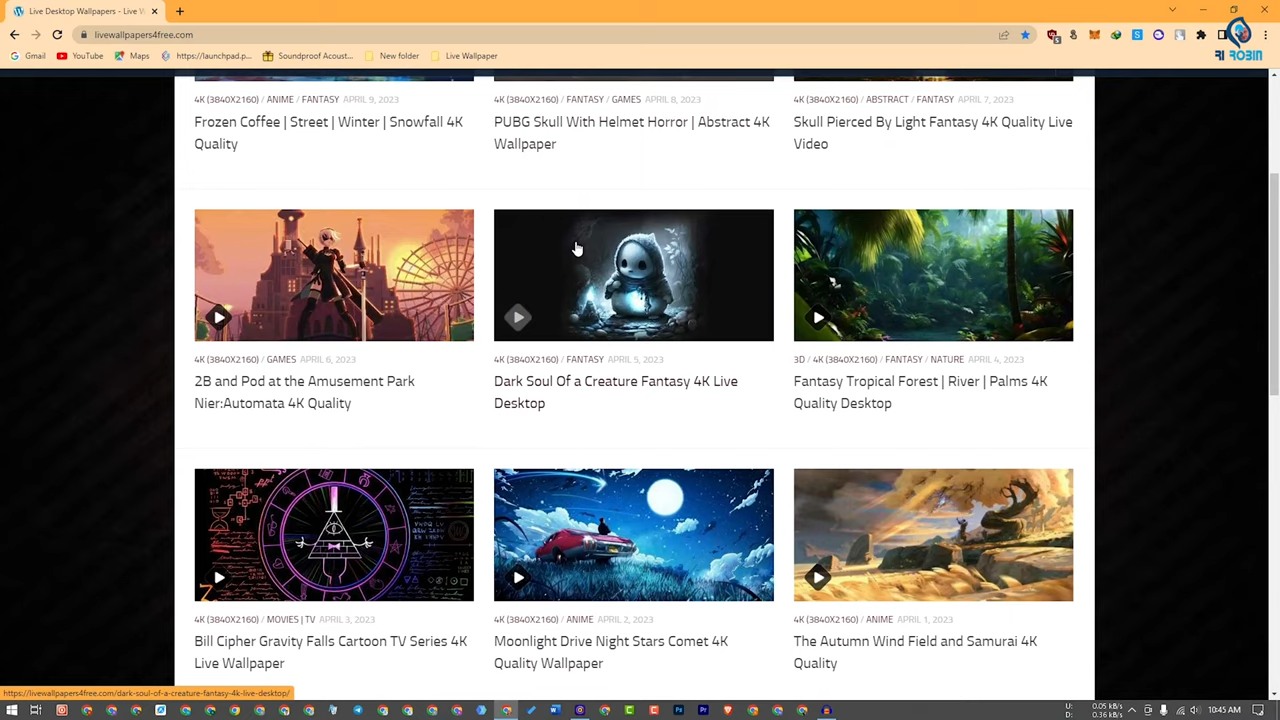 Live Desktop Wallpapers - Live W
livewallpapers4free.com
RI ROBIN
Gmail
YouTube
Maps
https://launchpad.p...
Soundproof Acoust...
New folder
Live Wallpaper
4K (3840X2160) / ANIME / FANTASY APRIL 9, 2023
Frozen Coffee | Street | Winter | Snowfall 4K
Quality
4K (3840X2160) / FANTASY / GAMES APRIL 8, 2023
PUBG Skull With Helmet Horror | Abstract 4K
Wallpaper
4K (3840X2160) / ABSTRACT / FANTASY APRIL 7, 2023
Skull Pierced By Light Fantasy 4K Quality Live
Video
4K (3840X2160) / GAMES APRIL 6, 2023
2B and Pod at the Amusement Park
Nier:Automata 4K Quality
4K (3840X2160) / FANTASY APRIL 5, 2023
Dark Soul Of a Creature Fantasy 4K Live
Desktop
3D / 4K (3840X2160) / FANTASY / NATURE APRIL 4, 2023
Fantasy Tropical Forest | River | Palms 4K
Quality Desktop
4K (3840X2160) / MOVIES | TV APRIL 3, 2023
Bill Cipher Gravity Falls Cartoon TV Series 4K
Live Wallpaper
4K (3840X2160) / ANIME APRIL 2, 2023
Moonlight Drive Night Stars Comet 4K
Quality Wallpaper
4K (3840X2160) / ANIME APRIL 1, 2023
The Autumn Wind Field and Samurai 4K
Quality
https://livewallpapers4free.com/dark-soul-of-a-creature-fantasy-4k-live-desktop/
U: 0.05 kB/s
D: 0.36 kB/s
10:45 AM